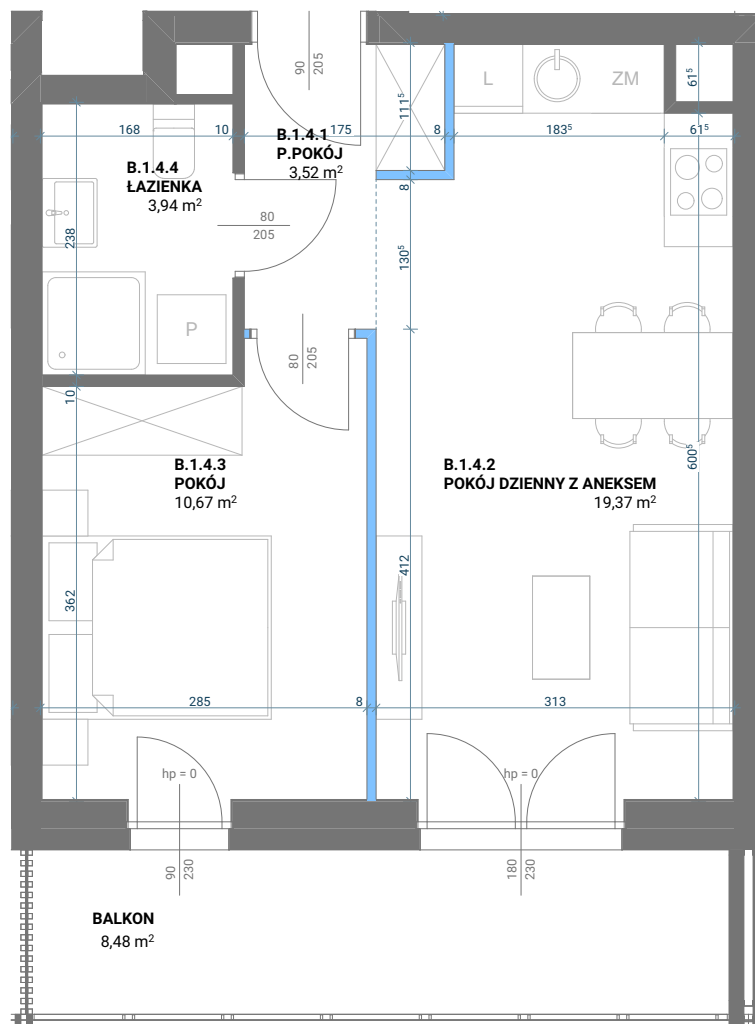 90
205
111⁵
L
ZM
61⁵
168
10
B.1.4.1
175
P.POKÓJ
3,52 m²
8
183⁵
61⁵
B.1.4.4
ŁAZIENKA
3,94 m²
8
80
205
238
130⁵
P
80
205
10
B.1.4.3
POKÓJ
10,67 m²
B.1.4.2
POKÓJ DZIENNY Z ANEKSEM
19,37 m²
600⁵
412
362
285
8
313
hp = 0
hp = 0
90
230
180
230
BALKON
8,48 m²